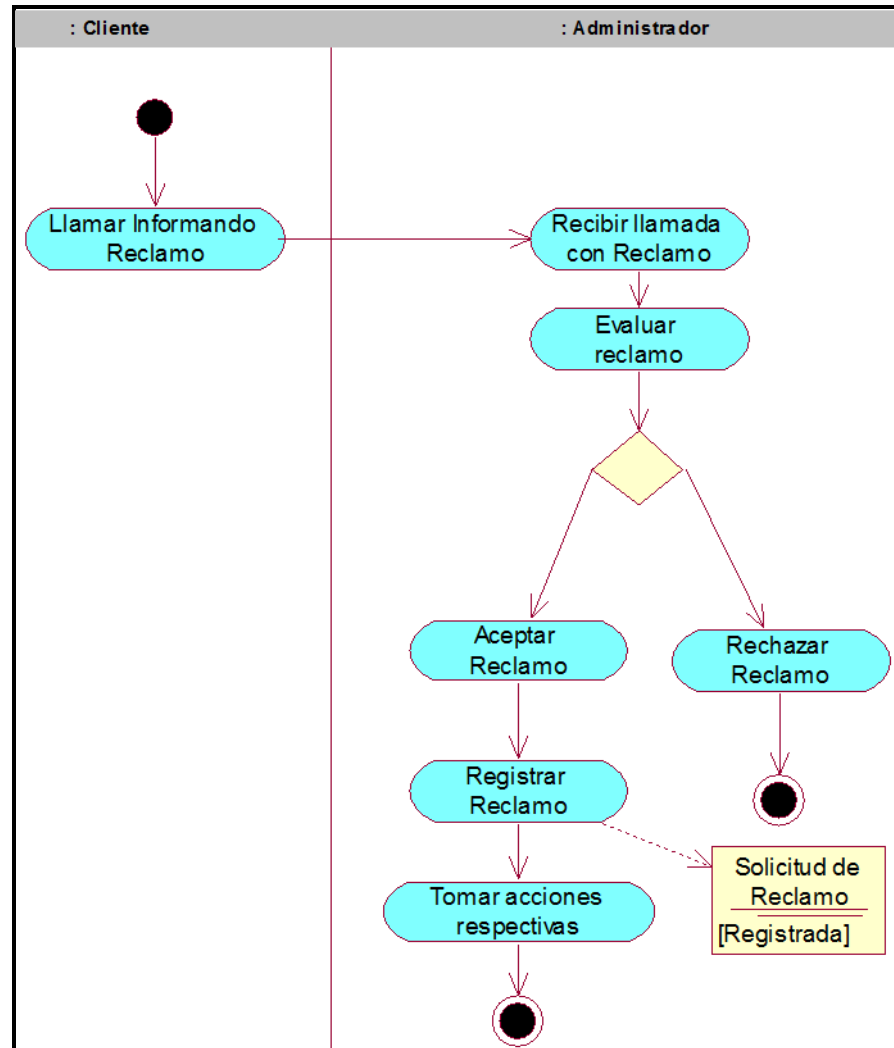 : Cliente
: Administrador
Llamar Informando
Reclamo
Recibir llamada
con Reclamo
Evaluar
reclamo
Aceptar
Reclamo
Rechazar
Reclamo
Registrar
Reclamo
Solicitud de
Reclamo
[Registrada]
Tomar acciones
respectivas